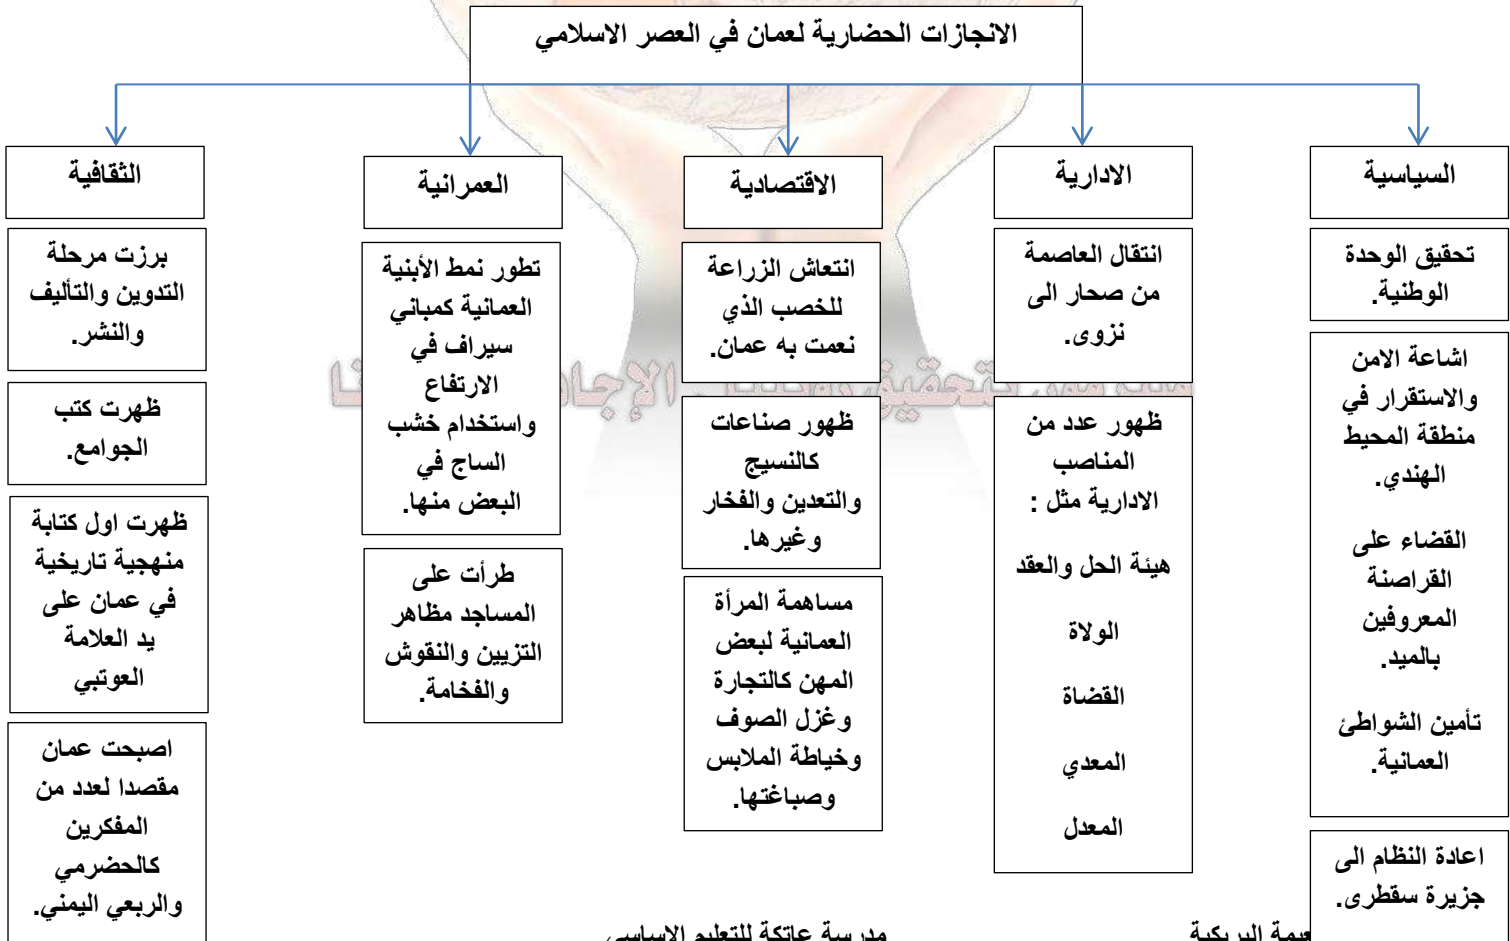 الانجازات الحضارية لعمان في العصر الاسلامي
السياسية
تحقيق الوحدة
الوطنية.
اشاعة الامن
والاستقرار في
منطقة المحيط
الهندي.
القضاء على
القراصنة
المعروفين
بالميد.
تأمين الشواطئ
العمانية.
اعادة النظام الى
جزيرة سقطرى.
الادارية
انتقال العاصمة
من صحار الى
نزوى.
ظهور عدد من
المناصب
الادارية مثل :
هيئة الحل والعقد
الولاة
القضاة
المعدي
المعدل
الاقتصادية
انتعاش الزراعة
للخصب الذي
نعمت به عمان.
ظهور صناعات
كالنسيج
والتعدين والفخار
وغيرها.
مساهمة المرأة
العمانية لبعض
المهن كالتجارة
وغزل الصوف
وخياطة الملابس
وصباغتها.
العمرانية
تطور نمط الأبنية
العمانية كمباني
سيراف في
الارتفاع
واستخدام خشب
الساج في
البعض منها.
طرأت على
المساجد مظاهر
التزيين والنقوش
والفخامة.
الثقافية
برزت مرحلة
التدوين والتأليف
والنشر.
ظهرت كتب
الجوامع.
ظهرت اول كتابة
منهجية تاريخية
في عمان على
يد العلامة
العوتبي
اصبحت عمان
مقصدا لعدد من
المفكرين
كالحضرمي
والربعي اليمني.
البريكية
مدرسة عاتكة للتعليم الاساسي